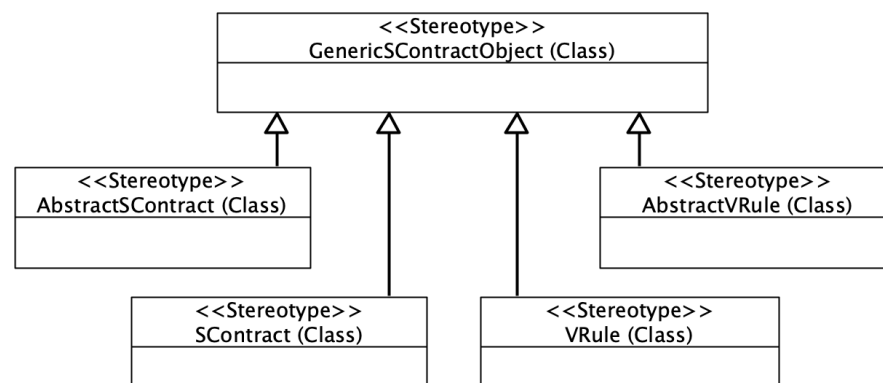 <<Stereotype>>
GenericSContractObject (Class)
<<Stereotype>>
AbstractSContract (Class)
<<Stereotype>>
AbstractVRule (Class)
<<Stereotype>>
SContract (Class)
<<Stereotype>>
VRule (Class)